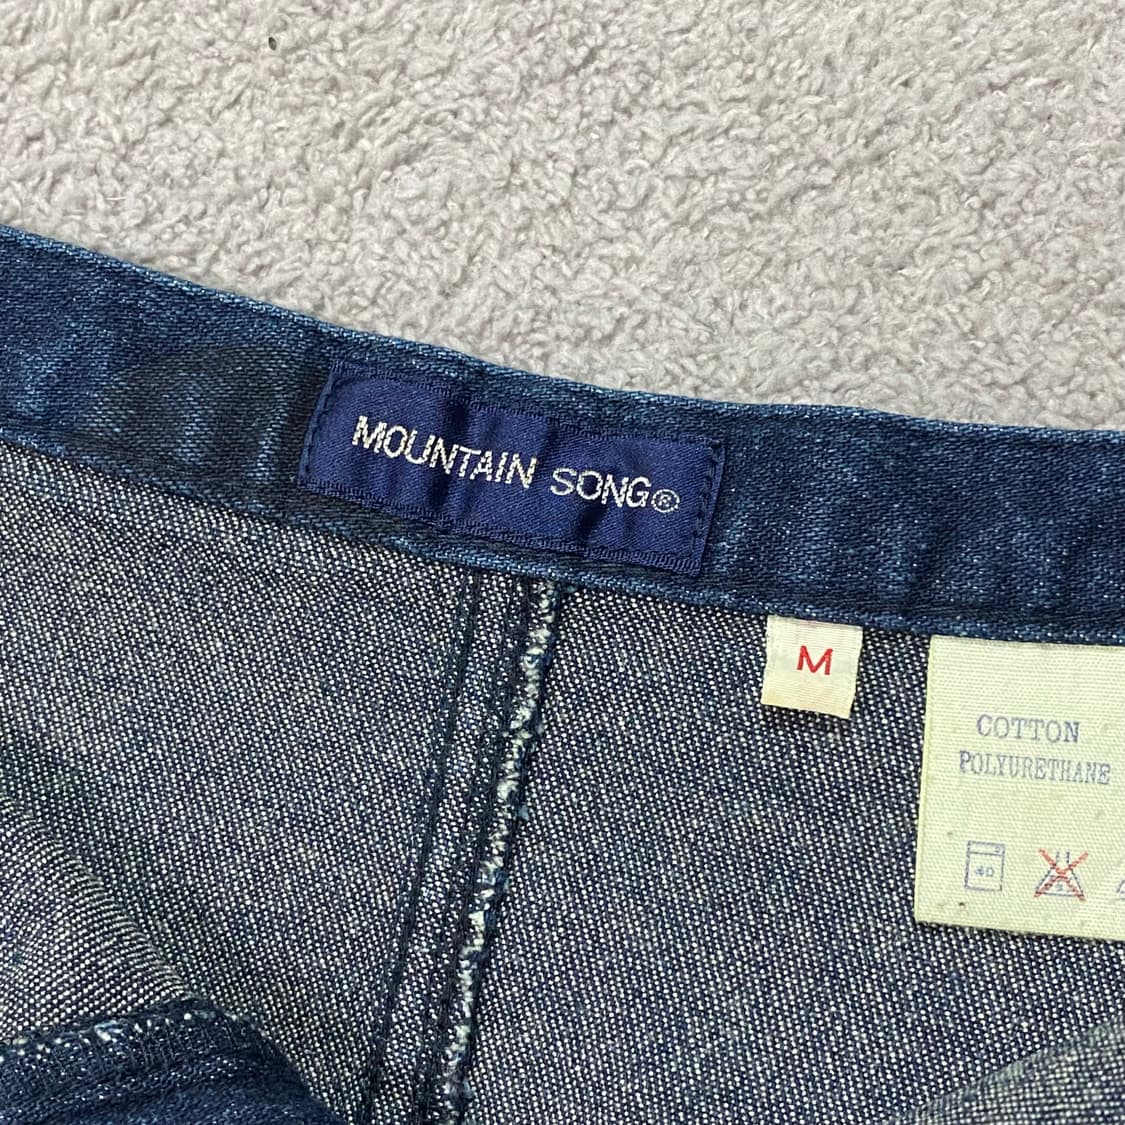 MOUNTAIN SONG®
M
COTTON
POLYURETHANE
40